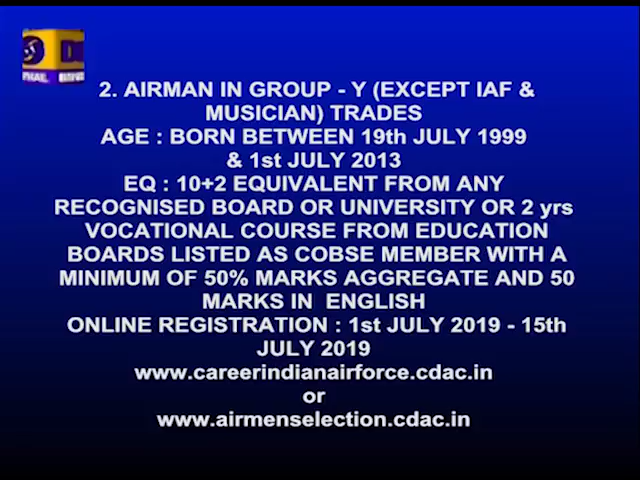 2. AIRMAN IN GROUP - Y (EXCEPT IAF &
MUSICIAN) TRADES
AGE : BORN BETWEEN 19th JULY 1999
& 1st JULY 2013
EQ : 10+2 EQUIVALENT FROM ANY
RECOGNISED BOARD OR UNIVERSITY OR 2 yrs
VOCATIONAL COURSE FROM EDUCATION
BOARDS LISTED AS COBSE MEMBER WITH A
MINIMUM OF 50% MARKS AGGREGATE AND 50
MARKS IN ENGLISH
ONLINE REGISTRATION : 1st JULY 2019 - 15th
JULY 2019
www.careerindianairforce.cdac.in
or
www.airmenselection.cdac.in